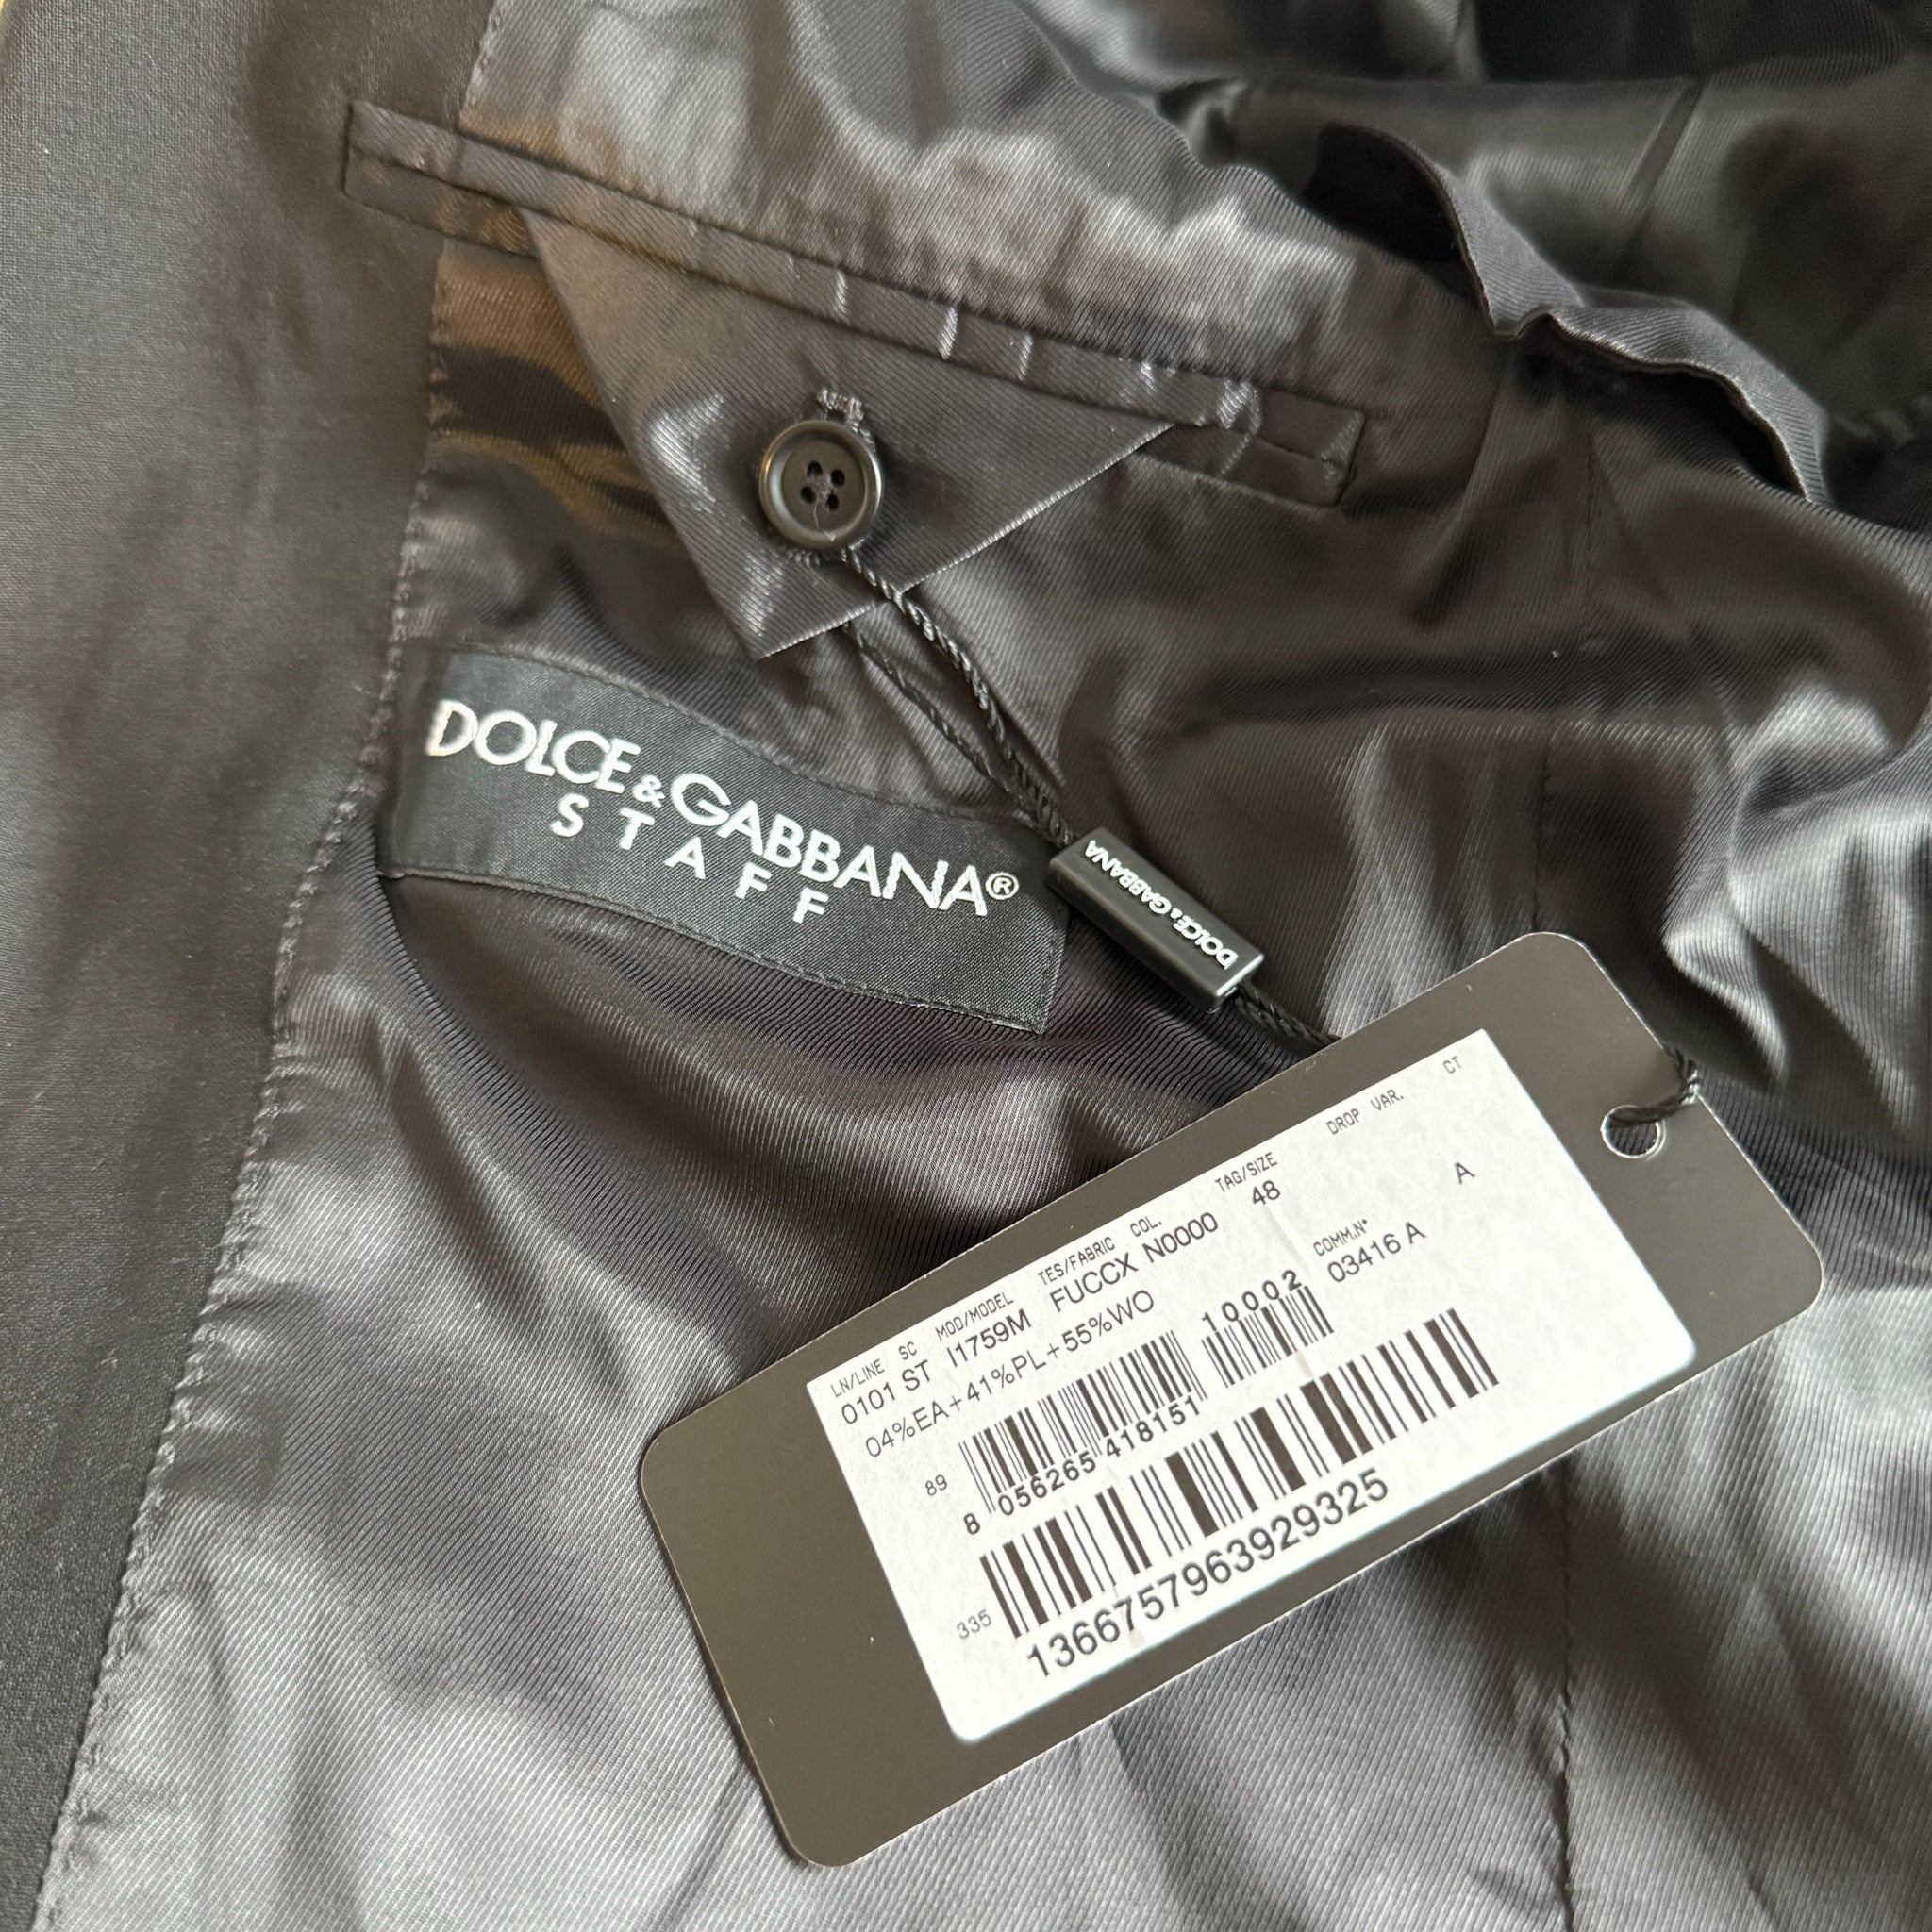 DOLCE&GABBANA®
STAFF
DOLCE&GABBANA
LN/LINE SC MOD/MODEL TES/FABRIC COL. TAG/SIZE DROP VAR. CT
0101 ST I1759M FUCCX N0000 48 A
04%EA+41%PL+55%WO COMM.N° 03416 A
10002
89
8 056265 418151
335
13667579639293​25